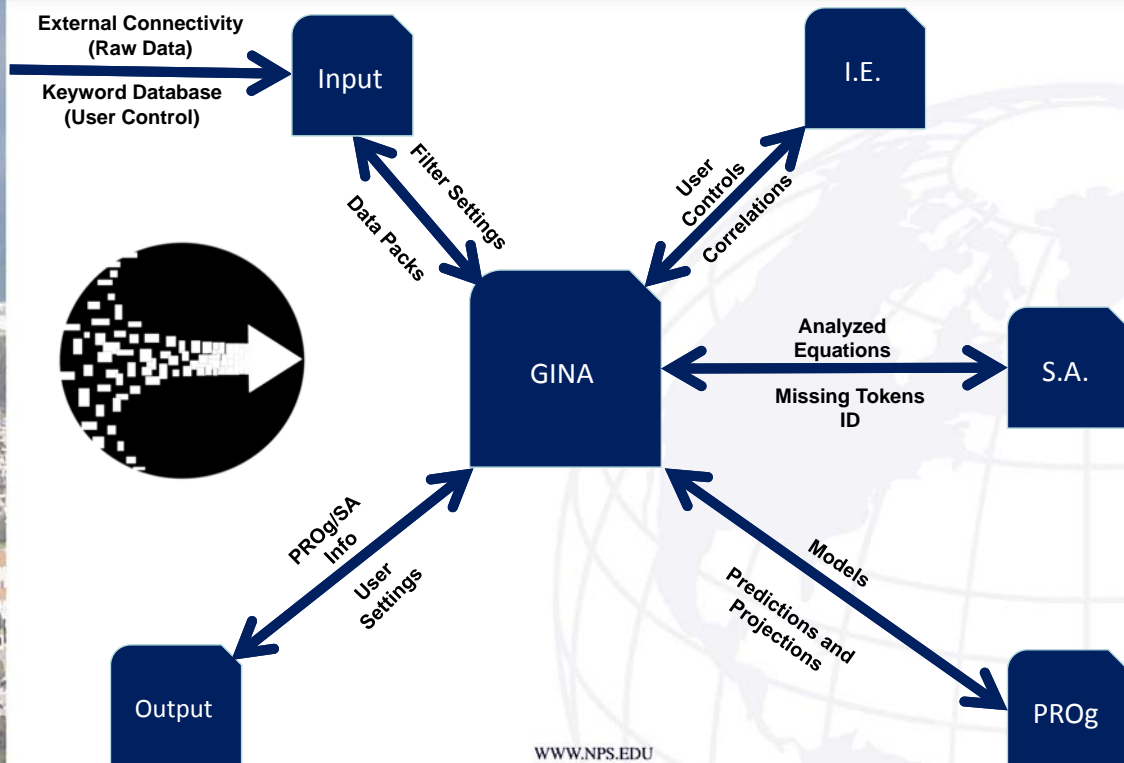 External Connectivity
(Raw Data)
Keyword Database
(User Control)
Input
I.E.
Filter Settings
Data Packs
User
Controls
Correlations
GINA
Analyzed
Equations
Missing Tokens
ID
S.A.
PROg/SA
Info
User
Settings
Models
Predictions and
Projections
Output
PROg
WWW.NPS.EDU